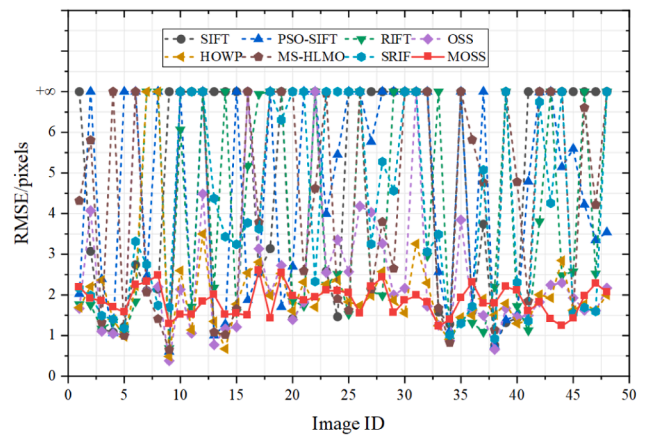 SIFT PSO-SIFT RIFT OSS
HOWP MS-HLMO SRIF MOSS
+∞
6
5
4
3
2
1
0
RMSE/pixels
0 5 10 15 20 25 30 35 40 45 50
Image ID